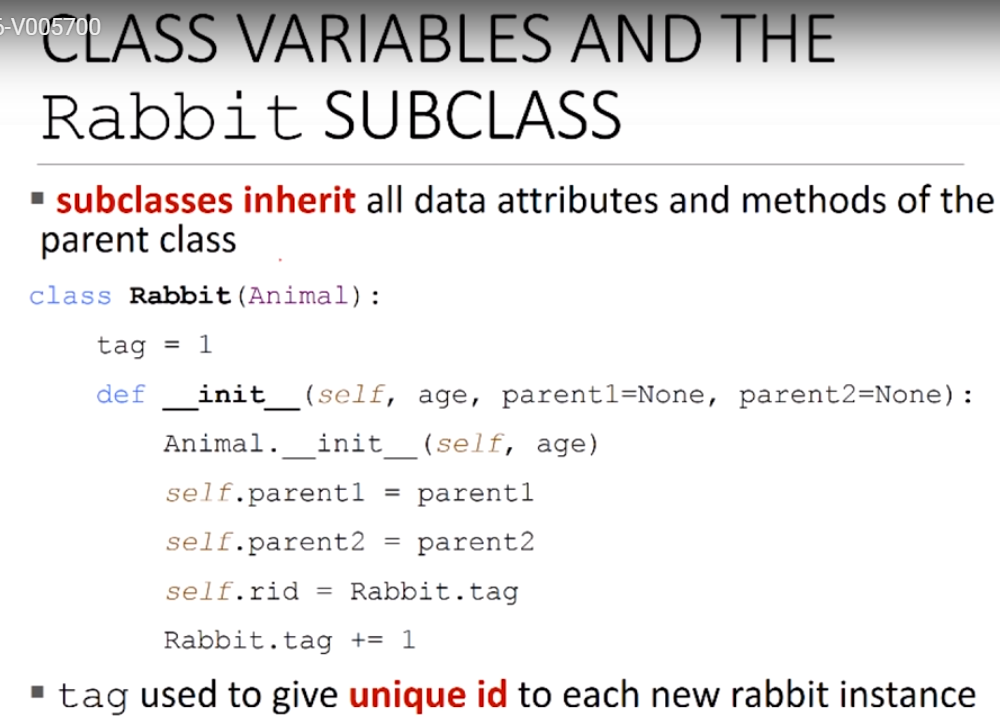 5-V005700
CLASS VARIABLES AND THE
Rabbit SUBCLASS
▪ subclasses inherit all data attributes and methods of the
parent class
class Rabbit(Animal):
    tag = 1
    def __init__(self, age, parent1=None, parent2=None):
        Animal.__init__(self, age)
        self.parent1 = parent1
        self.parent2 = parent2
        self.rid = Rabbit.tag
        Rabbit.tag += 1
▪ tag used to give unique id to each new rabbit instance